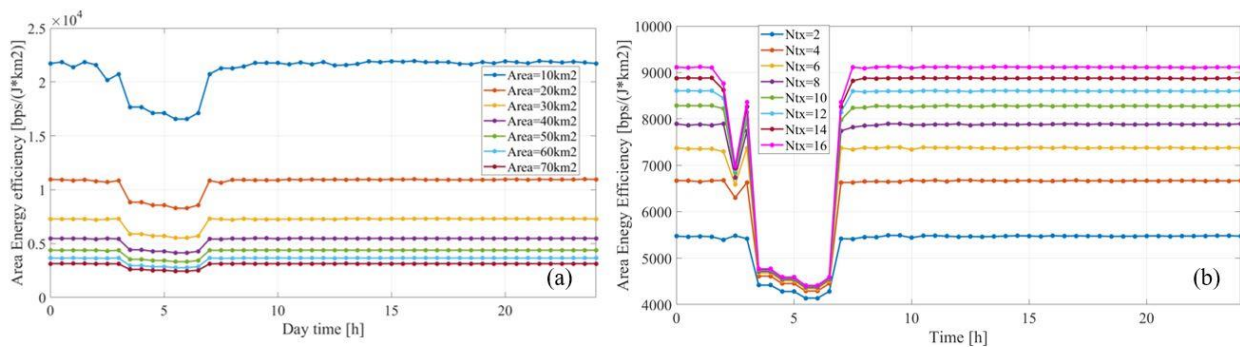 ×10⁴
2.5
2
1.5
1
0.5
0
Area Energy efficiency [bps/(J*km2)]
0 5 10 15 20
Day time [h]
Area=10km2
Area=20km2
Area=30km2
Area=40km2
Area=50km2
Area=60km2
Area=70km2
(a)
10000
9000
8000
7000
6000
5000
4000
Area Enegy Efficiency [bps/(J*km2)]
0 5 10 15 20
Time [h]
Ntx=2
Ntx=4
Ntx=6
Ntx=8
Ntx=10
Ntx=12
Ntx=14
Ntx=16
(b)